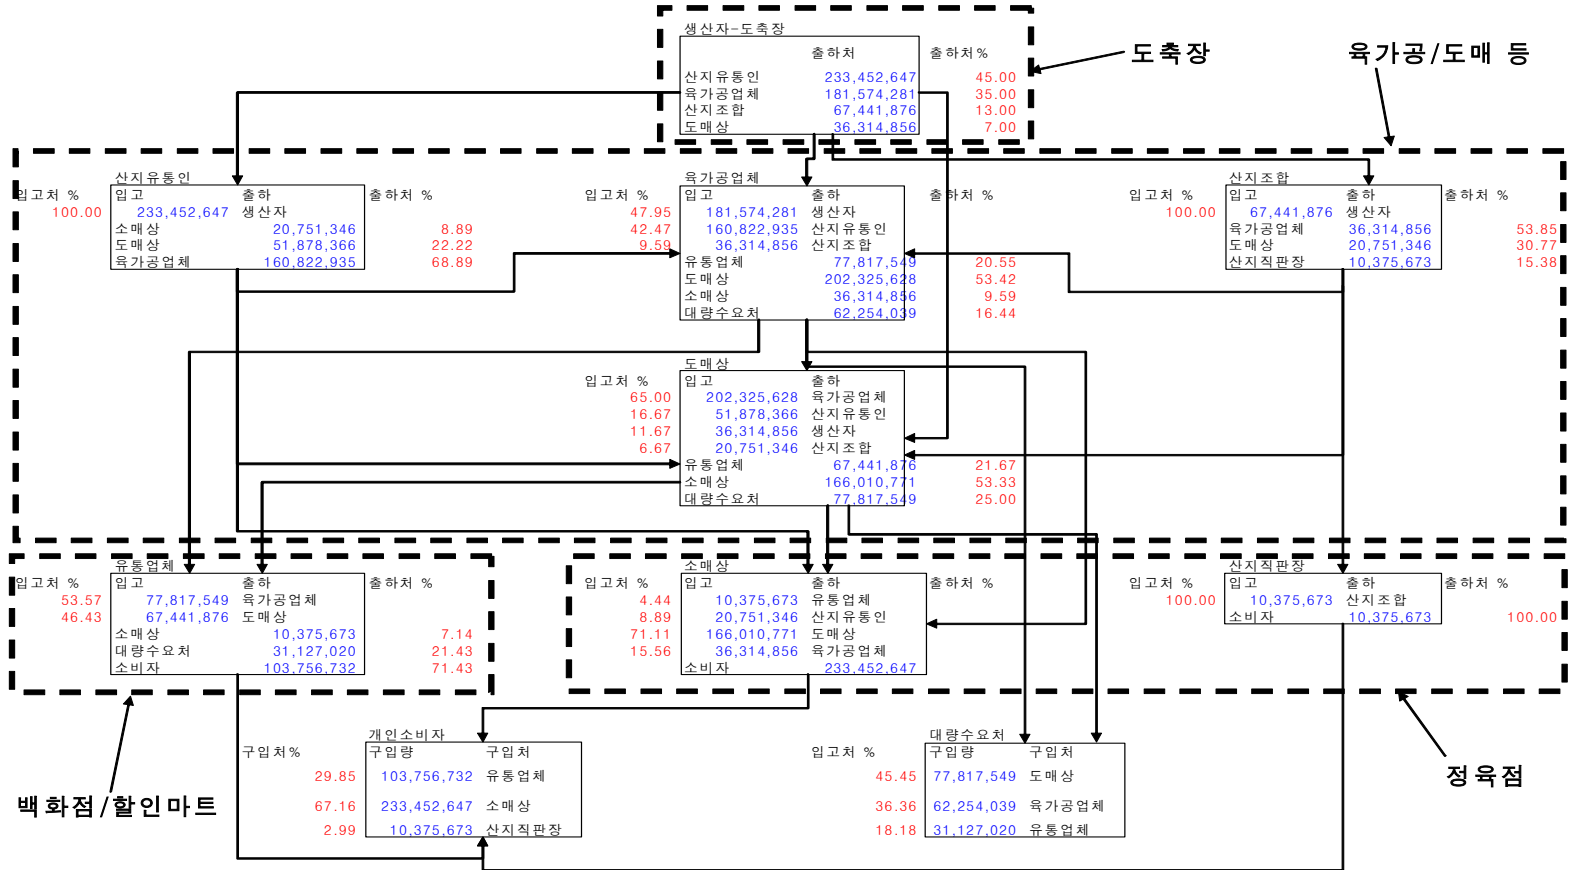 생산자-도축장
출하처 출하처%
산지유통인 233,452,647 45.00
육가공업체 181,574,281 35.00
산지조합 67,441,876 13.00
도매상 36,314,856 7.00
도축장
육가공/도매 등
산지유통인
입고처 % 입고 출하 출하처 %
100.00 233,452,647 생산자
소매상 20,751,346 8.89
도매상 51,878,366 22.22
육가공업체 160,822,935 68.89
육가공업체
입고처 % 입고 출하 출하처 %
47.95 181,574,281 생산자
42.47 160,822,935 산지유통인
9.59 36,314,856 산지조합
유통업체 77,817,549 20.55
도매상 202,325,628 53.42
소매상 36,314,856 9.59
대량수요처 62,254,039 16.44
산지조합
입고처 % 입고 출하 출하처 %
100.00 67,441,876 생산자
육가공업체 36,314,856 53.85
도매상 20,751,346 30.77
산지직판장 10,375,673 15.38
도매상
입고처 % 입고 출하
65.00 202,325,628 육가공업체
16.67 51,878,366 산지유통인
11.67 36,314,856 생산자
6.67 20,751,346 산지조합
유통업체 67,441,876 21.67
소매상 166,010,771 53.33
대량수요처 77,817,549 25.00
유통업체
입고처 % 입고 출하 출하처 %
53.57 77,817,549 육가공업체
46.43 67,441,876 도매상
소매상 10,375,673 7.14
대량수요처 31,127,020 21.43
소비자 103,756,732 71.43
소매상
입고처 % 입고 출하 출하처 %
4.44 10,375,673 유통업체
8.89 20,751,346 산지유통인
71.11 166,010,771 도매상
15.56 36,314,856 육가공업체
소비자 233,452,647
산지직판장
입고처 % 입고 출하 출하처 %
100.00 10,375,673 산지조합
소비자 10,375,673 100.00
백화점/할인마트
개인소비자
구입처% 구입량 구입처
29.85 103,756,732 유통업체
67.16 233,452,647 소매상
2.99 10,375,673 산지직판장
대량수요처
입고처 % 구입량 구입처
45.45 77,817,549 도매상
36.36 62,254,039 육가공업체
18.18 31,127,020 유통업체
정육점